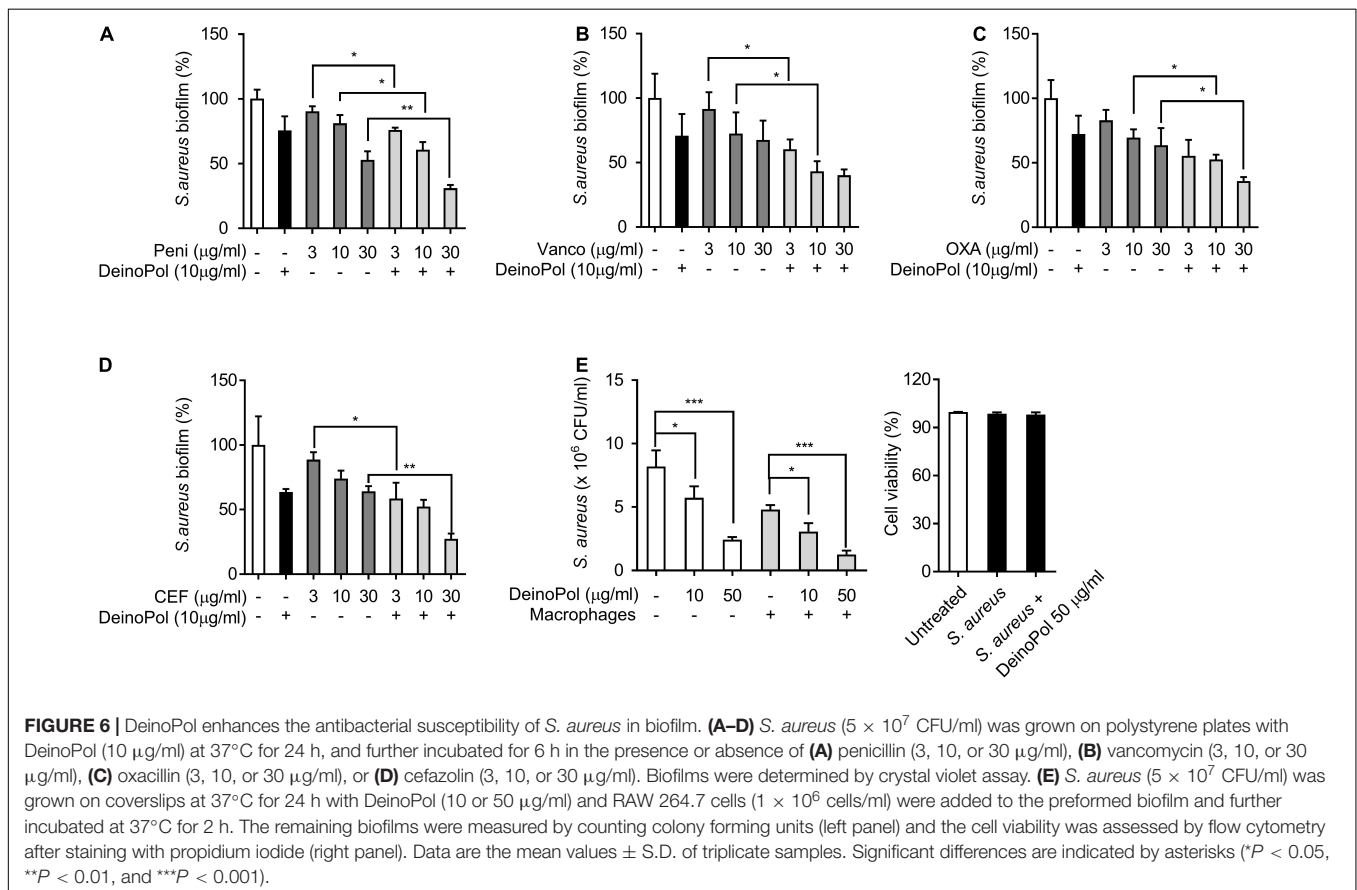 A
S.aureus biofilm (%)
150
100
50
0
* * **
Peni (μg/ml) - - 3 10 30 3 10 30
DeinoPol (10μg/ml) - + - - - + + +
B
S.aureus biofilm (%)
150
100
50
0
* *
Vanco (μg/ml) - - 3 10 30 3 10 30
DeinoPol (10μg/ml) - + - - - + + +
C
S.aureus biofilm (%)
150
100
50
0
* *
OXA (μg/ml) - - 3 10 30 3 10 30
DeinoPol (10μg/ml) - + - - - + + +
D
S.aureus biofilm (%)
150
100
50
0
* **
CEF (μg/ml) - - 3 10 30 3 10 30
DeinoPol (10μg/ml) - + - - - + + +
E
S. aureus (x 10⁶ CFU/ml)
15
10
5
0
*** * *** *
DeinoPol (μg/ml) - 10 50 - 10 50
Macrophages - - - + + +
Cell viability (%)
120
90
60
30
0
Untreated
S. aureus
S. aureus +
DeinoPol 50 μg/ml
FIGURE 6 | DeinoPol enhances the antibacterial susceptibility of S. aureus in biofilm. (A–D) S. aureus (5 × 10⁷ CFU/ml) was grown on polystyrene plates with
DeinoPol (10 μg/ml) at 37°C for 24 h, and further incubated for 6 h in the presence or absence of (A) penicillin (3, 10, or 30 μg/ml), (B) vancomycin (3, 10, or 30
μg/ml), (C) oxacillin (3, 10, or 30 μg/ml), or (D) cefazolin (3, 10, or 30 μg/ml). Biofilms were determined by crystal violet assay. (E) S. aureus (5 × 10⁷ CFU/ml) was
grown on coverslips at 37°C for 24 h with DeinoPol (10 or 50 μg/ml) and RAW 264.7 cells (1 × 10⁶ cells/ml) were added to the preformed biofilm and further
incubated at 37°C for 2 h. The remaining biofilms were measured by counting colony forming units (left panel) and the cell viability was assessed by flow cytometry
after staining with propidium iodide (right panel). Data are the mean values ± S.D. of triplicate samples. Significant differences are indicated by asterisks (*P < 0.05,
**P < 0.01, and ***P < 0.001).